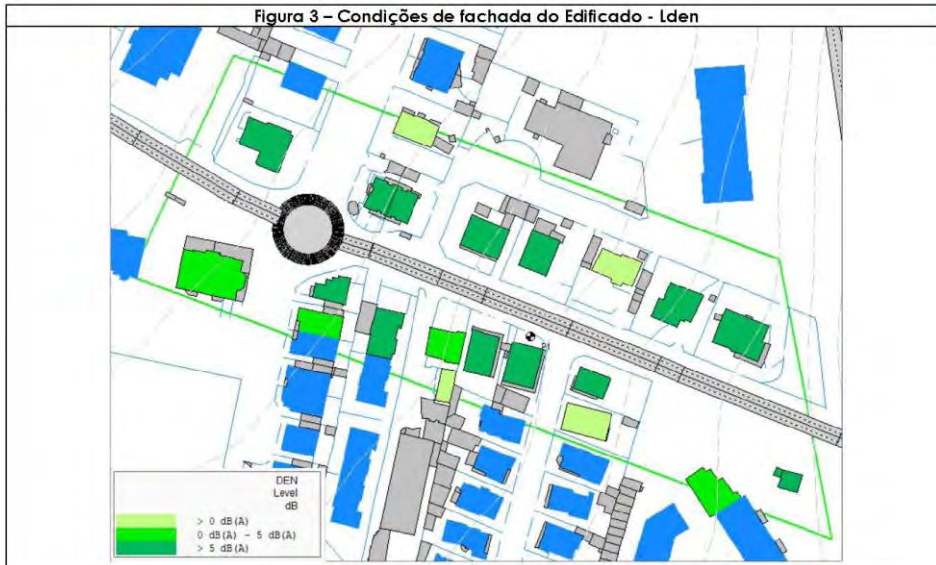 Figura 3 – Condições de fachada do Edificado - Lden
DEN
Level
dB
> 0 dB(A)
0 dB(A) - 5 dB(A)
> 5 dB(A)